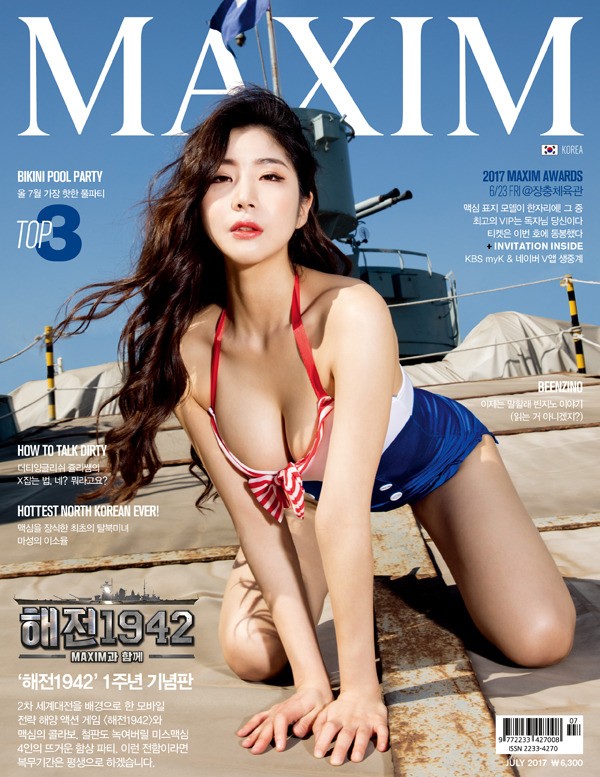 MAXIM
KOREA
BIKINI POOL PARTY
올 7월 가장 핫한 풀파티
TOP 3
2017 MAXIM AWARDS
6/23 FRI @장충체육관
맥심 표지 모델이 한자리에! 그 중
최고의 VIP는 독자님 당신이다
티켓은 이번 호에 동봉했다
+ INVITATION INSIDE
KBS myK & 네이버 V앱 생중계
BEENZINO
이제는 말할래 빈지노 이야기
(읽는 거 아니겠지?)
HOW TO TALK DIRTY
더티잉글리쉬 쥴리쌤의
X잡는 법, 네? 뭐라고요?
HOTTEST NORTH KOREAN EVER!
맥심을 장식한 최초의 탈북미녀
마성의 이소율
해전1942
MAXIM과 함께
‘해전1942’ 1주년 기념판
2차 세계대전을 배경으로 한 모바일
전략 해양 액션 게임 <해전1942>와
맥심의 콜라보, 철판도 녹여버릴 미스맥심
4인의 뜨거운 함상 파티, 이런 전함이라면
복무기간은 평생으로 하겠습니다.
07
9 772233 427008
ISSN 2233-4270
JULY 2017 ₩6,300